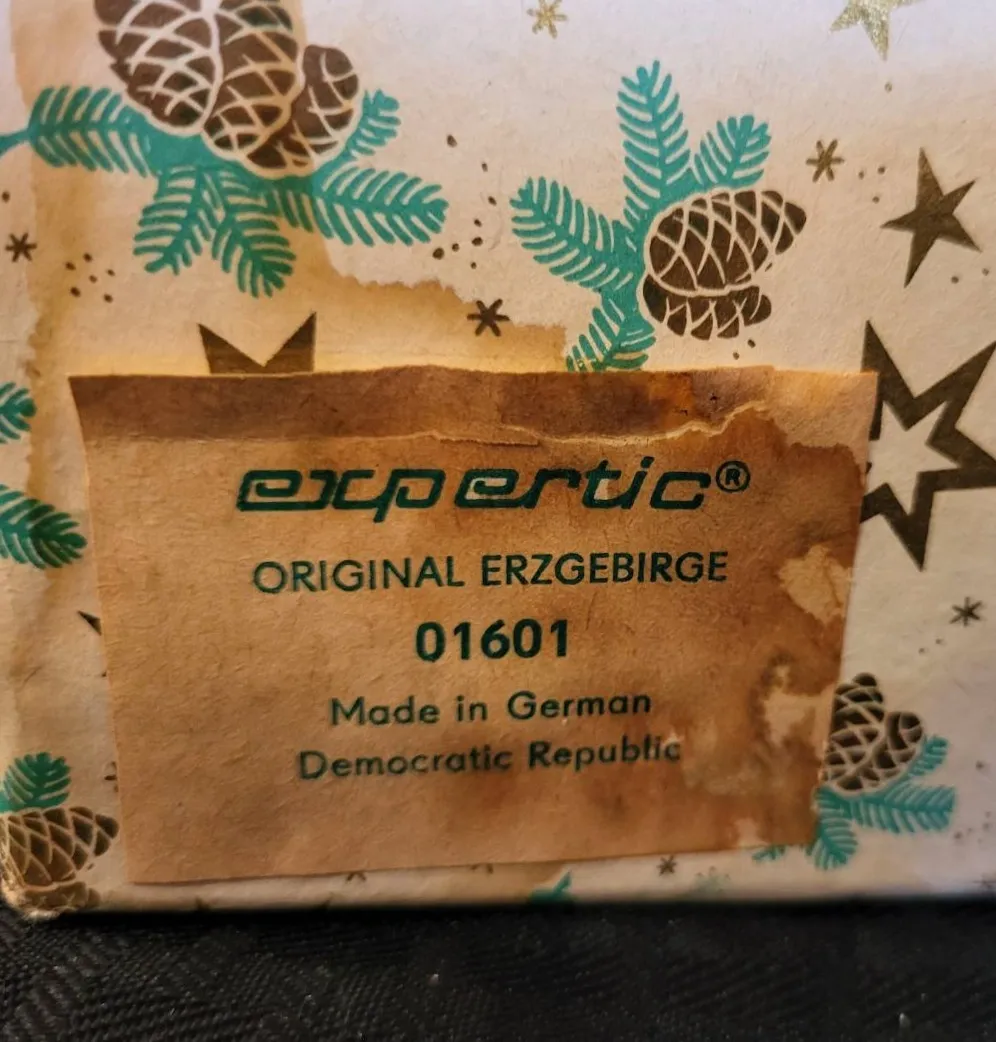 expertic®
ORIGINAL ERZGEBIRGE
01601
Made in German
Democratic Republic